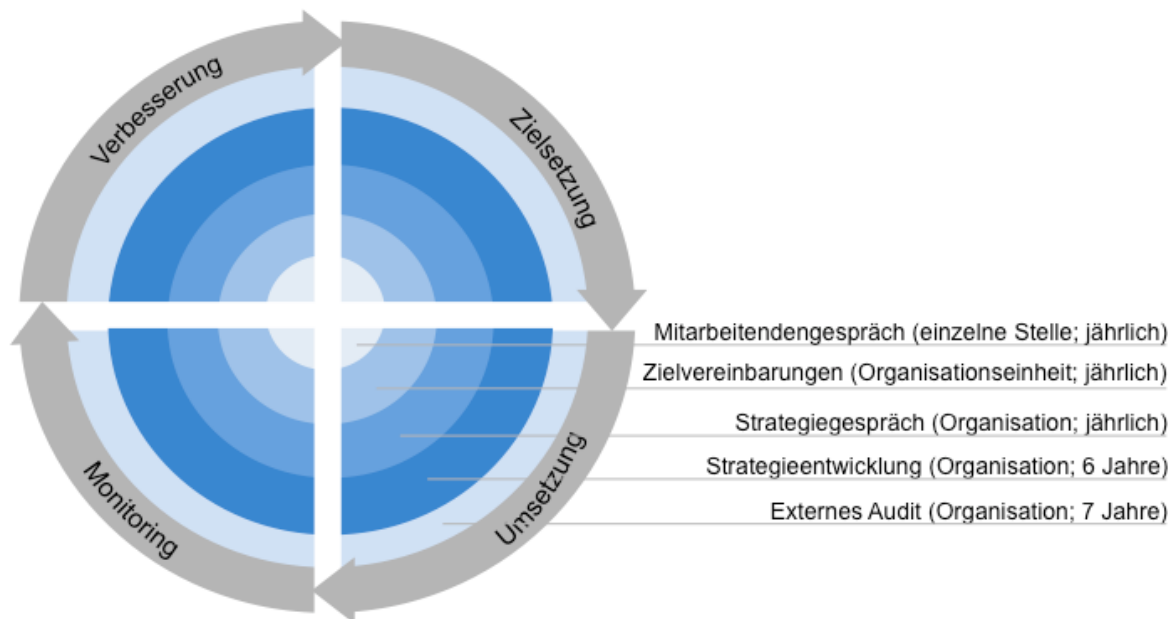 Verbesserung
Zielsetzung
Mitarbeitendengespräch (einzelne Stelle; jährlich)
Zielvereinbarungen (Organisationseinheit; jährlich)
Strategiegespräch (Organisation; jährlich)
Strategieentwicklung (Organisation; 6 Jahre)
Externes Audit (Organisation; 7 Jahre)
Monitoring
Umsetzung